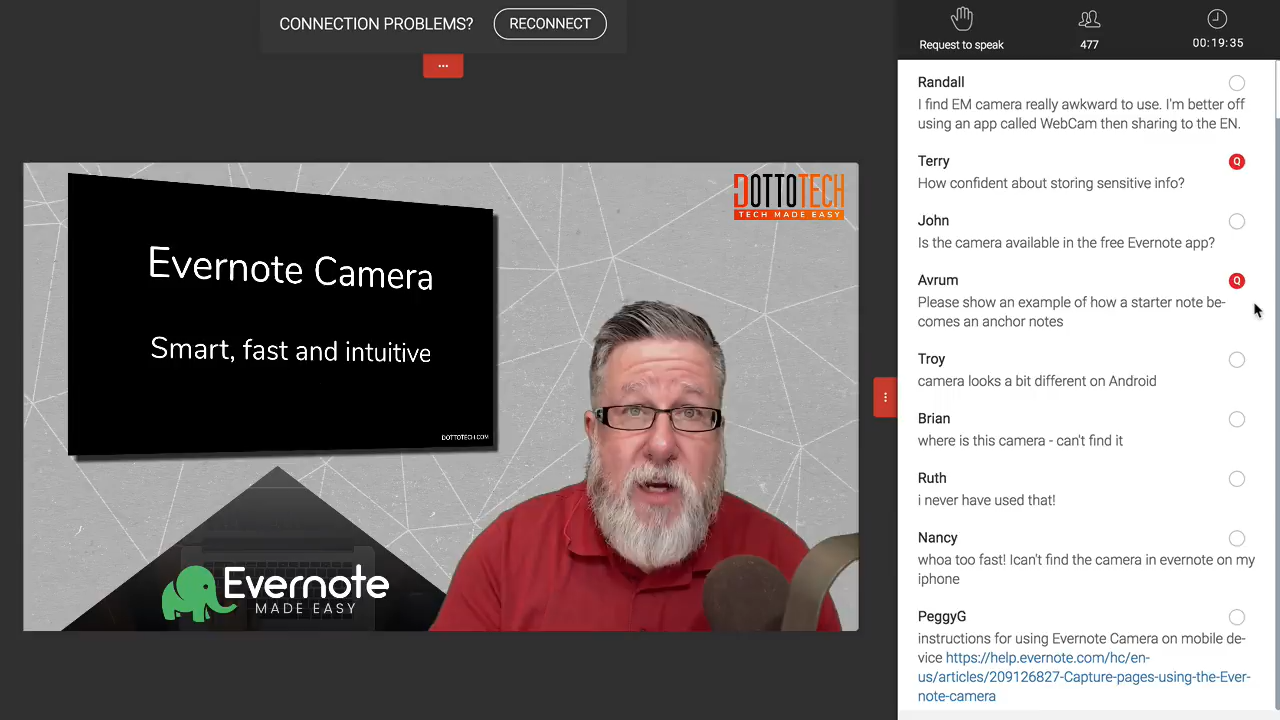 CONNECTION PROBLEMS?
RECONNECT
...
Request to speak
477
00:19:35
DOTTOTECH
TECH MADE EASY
Evernote Camera
Smart, fast and intuitive
DOTTOTECH.COM
Evernote
MADE EASY
Randall
I find EM camera really awkward to use. I'm better off
using an app called WebCam then sharing to the EN.
Terry
Q
How confident about storing sensitive info?
John
Is the camera available in the free Evernote app?
Avrum
Q
Please show an example of how a starter note be-
comes an anchor notes
Troy
camera looks a bit different on Android
Brian
where is this camera - can't find it
Ruth
i never have used that!
Nancy
whoa too fast! Ican't find the camera in evernote on my
iphone
PeggyG
instructions for using Evernote Camera on mobile de-
vice https://help.evernote.com/hc/en-
us/articles/209126827-Capture-pages-using-the-Ever-
note-camera